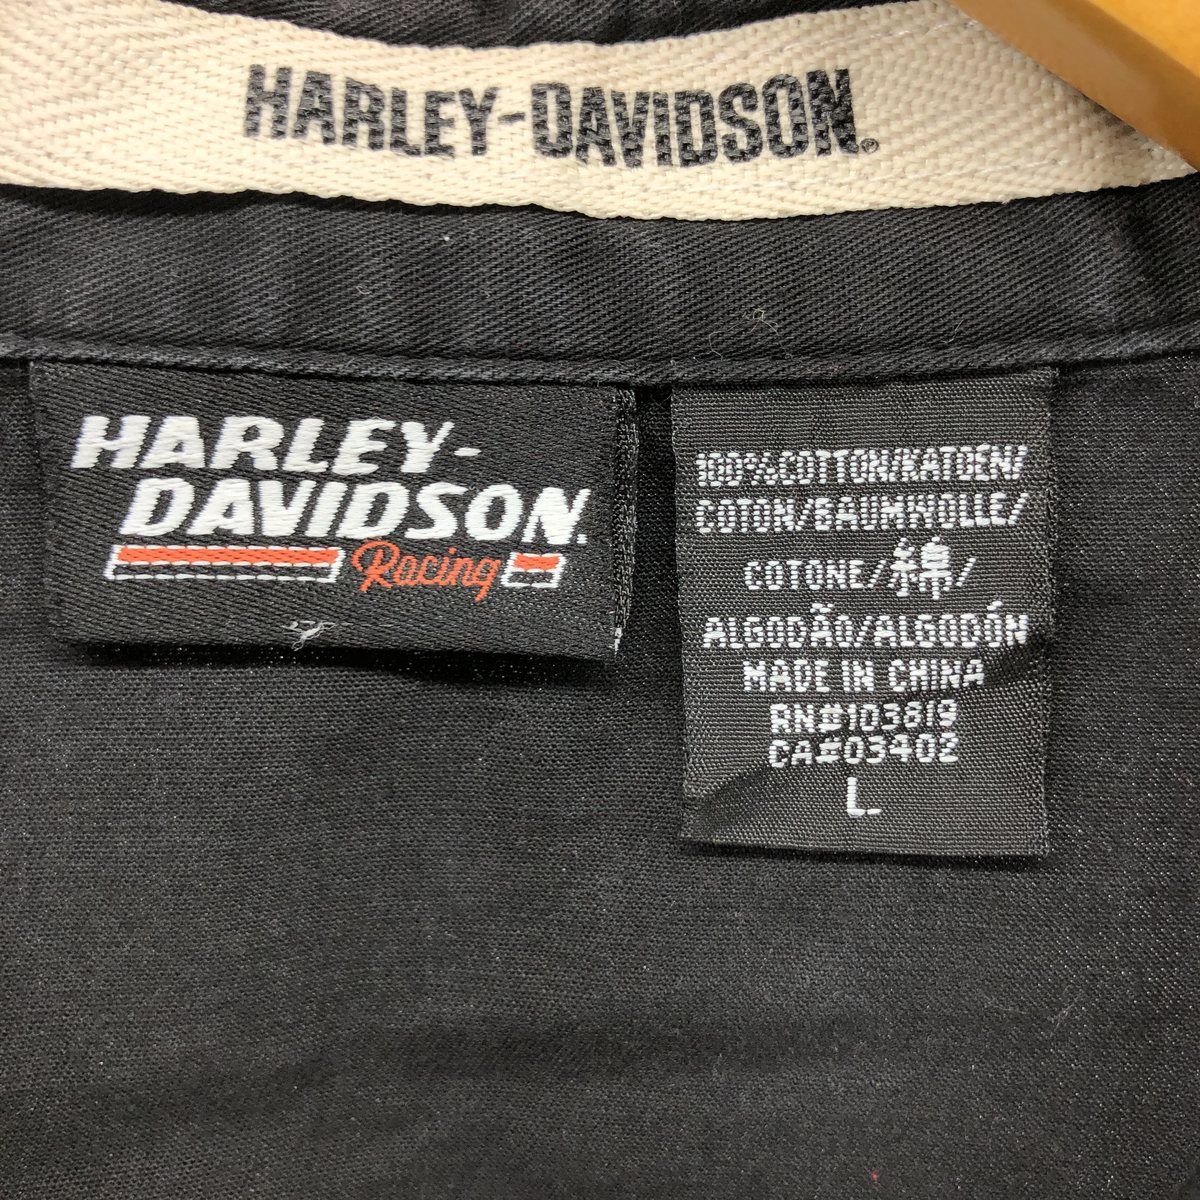 HARLEY-DAVIDSON®
HARLEY-
DAVIDSON.
Racing
100%COTTON/KATOEN/
COTON/BAUMWOLLE/
COTONE/綿/
ALGODÃO/ALGODÓN
MADE IN CHINA
RN#103819
CA#03402
L